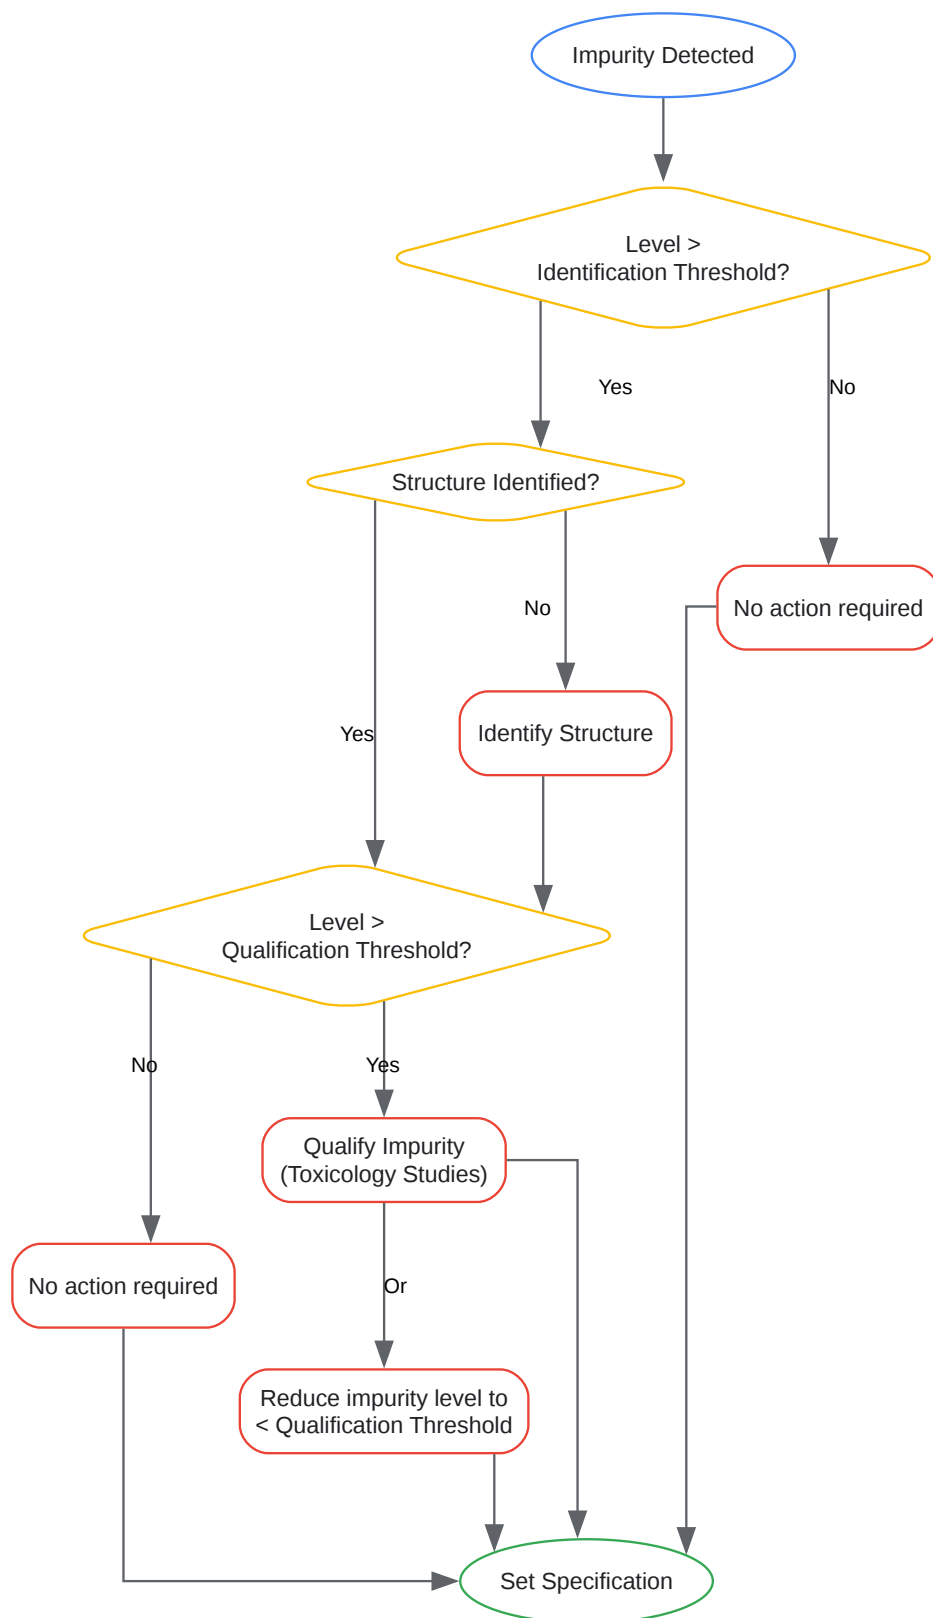 Impurity Detected
Level >
Identification Threshold?
Yes
No
Structure Identified?
No
No action required
Yes
Identify Structure
Level >
Qualification Threshold?
No
Yes
Qualify Impurity
(Toxicology Studies)
No action required
Or
Reduce impurity level to
< Qualification Threshold
Set Specification